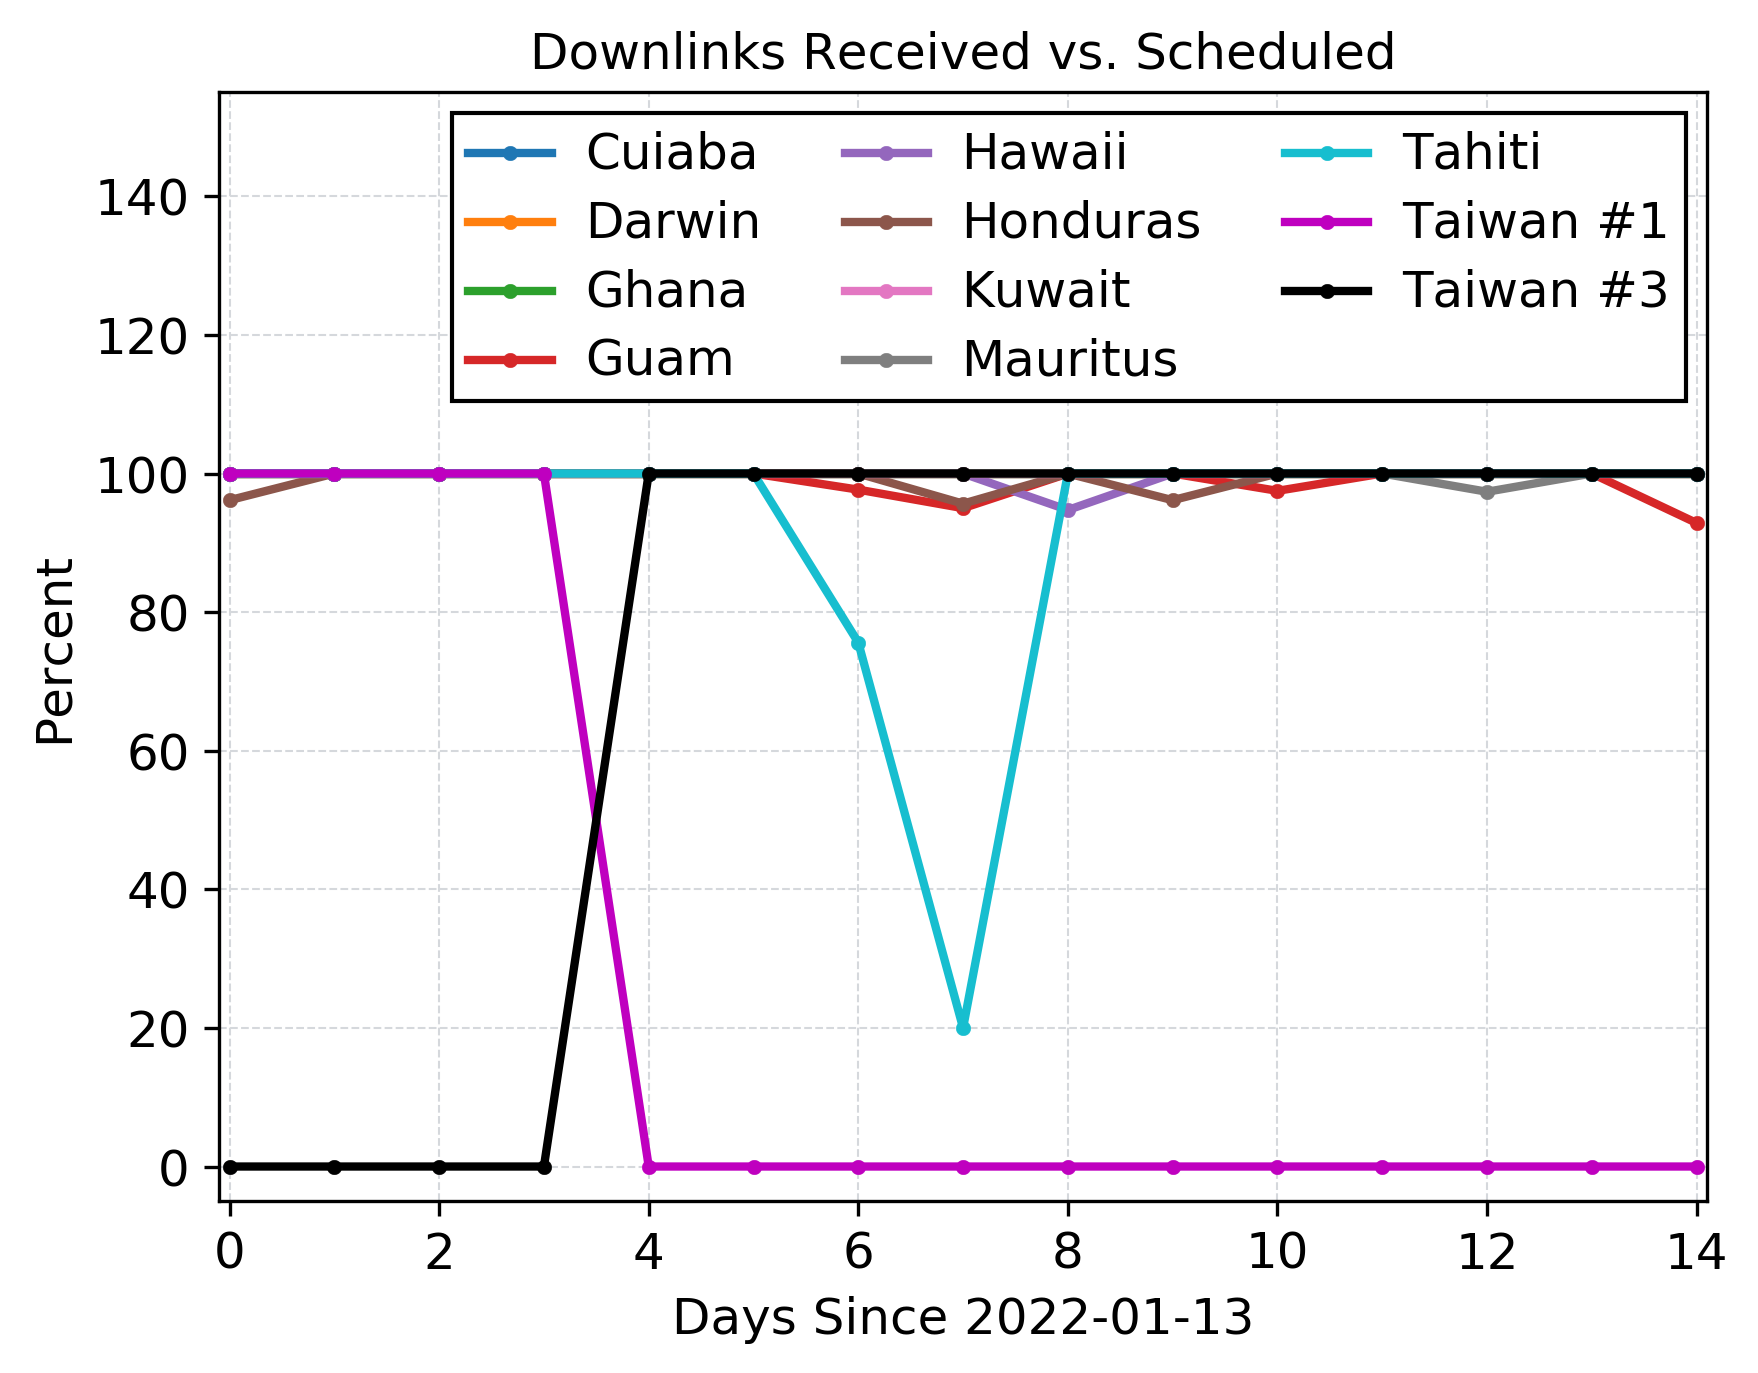 Downlinks Received vs. Scheduled
Cuiaba
Darwin
Ghana
Guam
Hawaii
Honduras
Kuwait
Mauritus
Tahiti
Taiwan #1
Taiwan #3
Percent
140
120
100
80
60
40
20
0
0 2 4 6 8 10 12 14
Days Since 2022-01-13